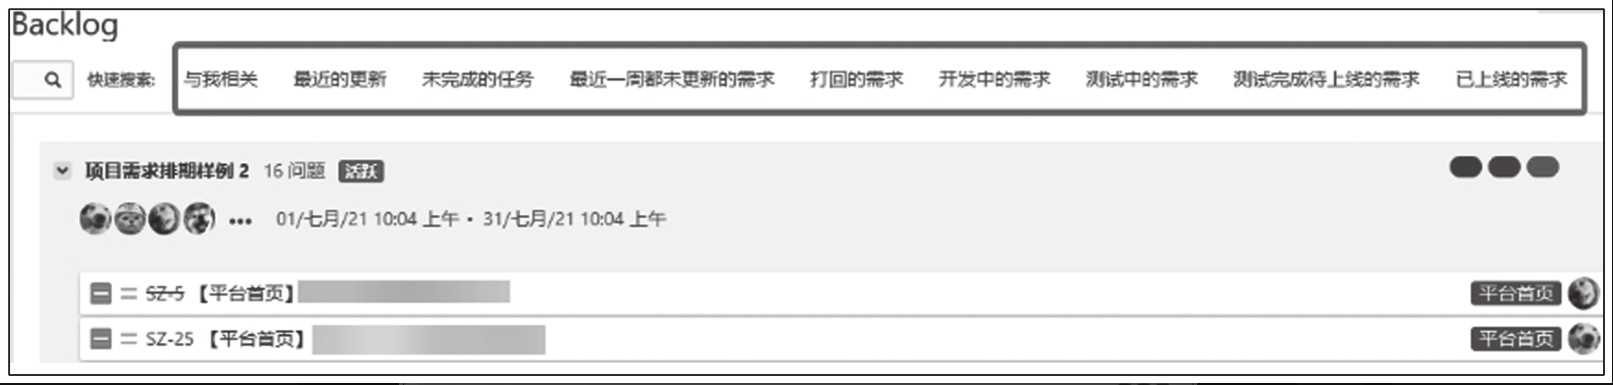 Backlog
快速搜索: 与我相关 最近的更新 未完成的任务 最近一周都未更新的需求 打回的需求 开发中的需求 测试中的需求 测试完成待上线的需求 已上线的需求
项目需求排期样例 2 16 问题 活跃
••• 01/七月/21 10:04 上午 • 31/七月/21 10:04 上午
SZ-5 【平台首页】 平台首页
SZ-25 【平台首页】 平台首页